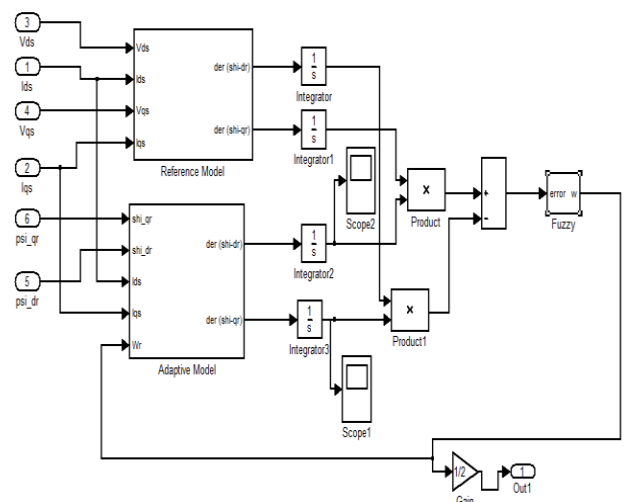 3
Vds
1
Ids
4
Vqs
2
Iqs
6
psi_qr
5
psi_dr
Vds
Ids
Vqs
Iqs
der (shi-dr)
der (shi-qr)
Reference Model
shi_qr
shi_dr
Ids
Iqs
Wr
der (shi-dr)
der (shi-qr)
Adaptive Model
1
s
Integrator
1
s
Integrator1
1
s
Integrator2
1
s
Integrator3
Scope2
Scope1
×
Product
×
Product1
+
−
error w
Fuzzy
1/2
Gain
1
Out1